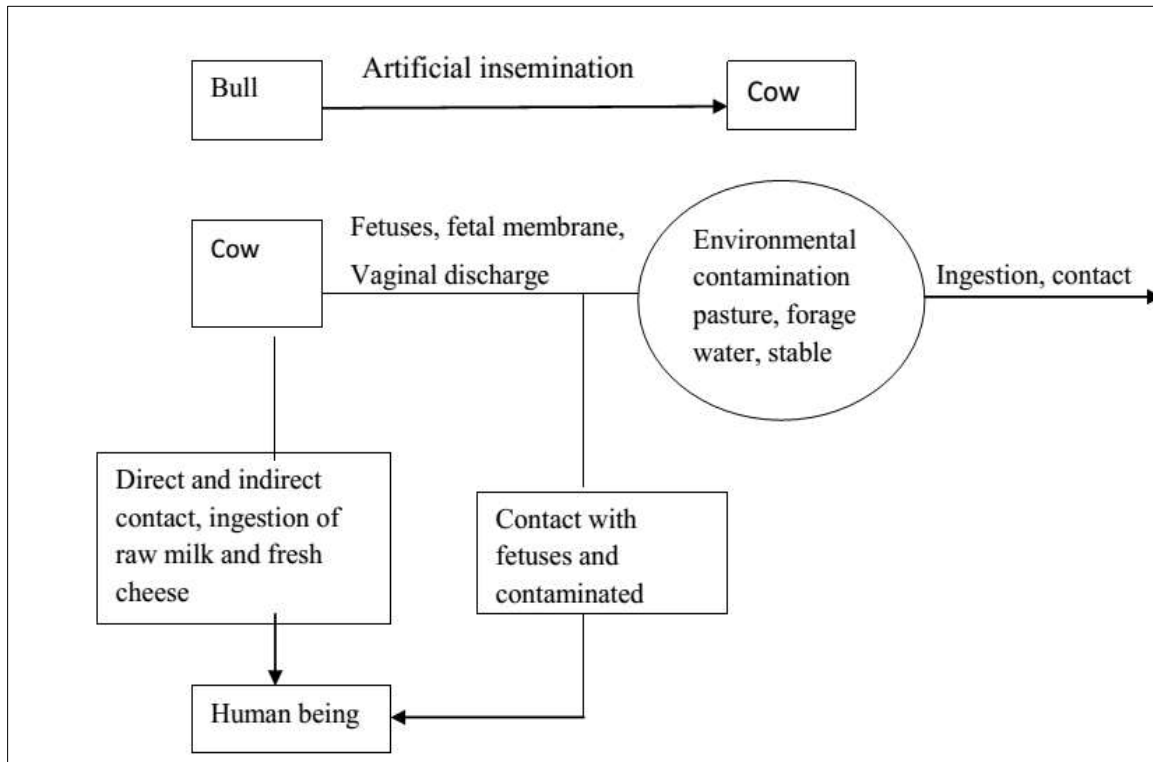 Bull
Artificial insemination
Cow
Cow
Fetuses, fetal membrane,
Vaginal discharge
Environmental
contamination
pasture, forage
water, stable
Ingestion, contact
Direct and indirect
contact, ingestion of
raw milk and fresh
cheese
Contact with
fetuses and
contaminated
Human being